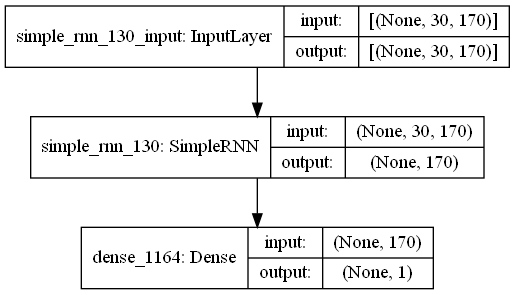 simple_rnn_130_input: InputLayer
input: [(None, 30, 170)]
output: [(None, 30, 170)]
simple_rnn_130: SimpleRNN
input: (None, 30, 170)
output: (None, 170)
dense_1164: Dense
input: (None, 170)
output: (None, 1)